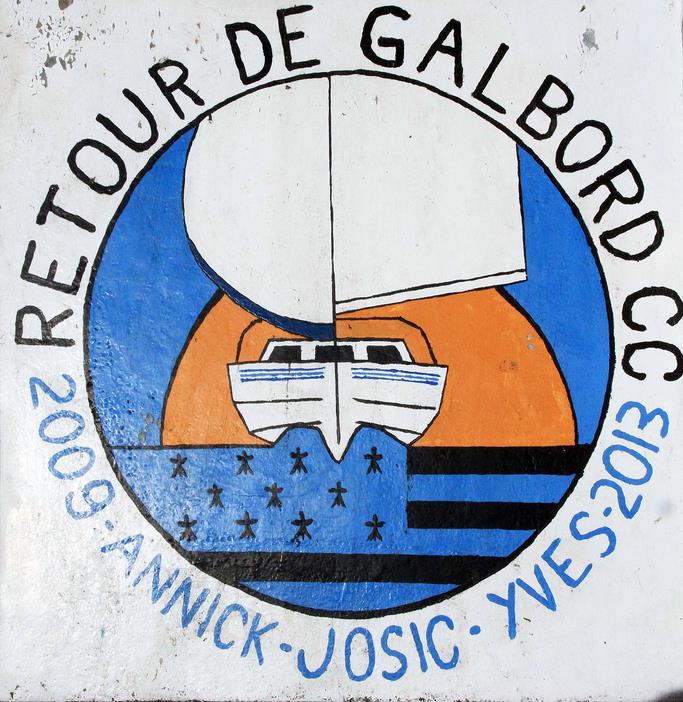 RETOUR DE GALBORD CC
2009·ANNICK·JOSIC·YVES·2013